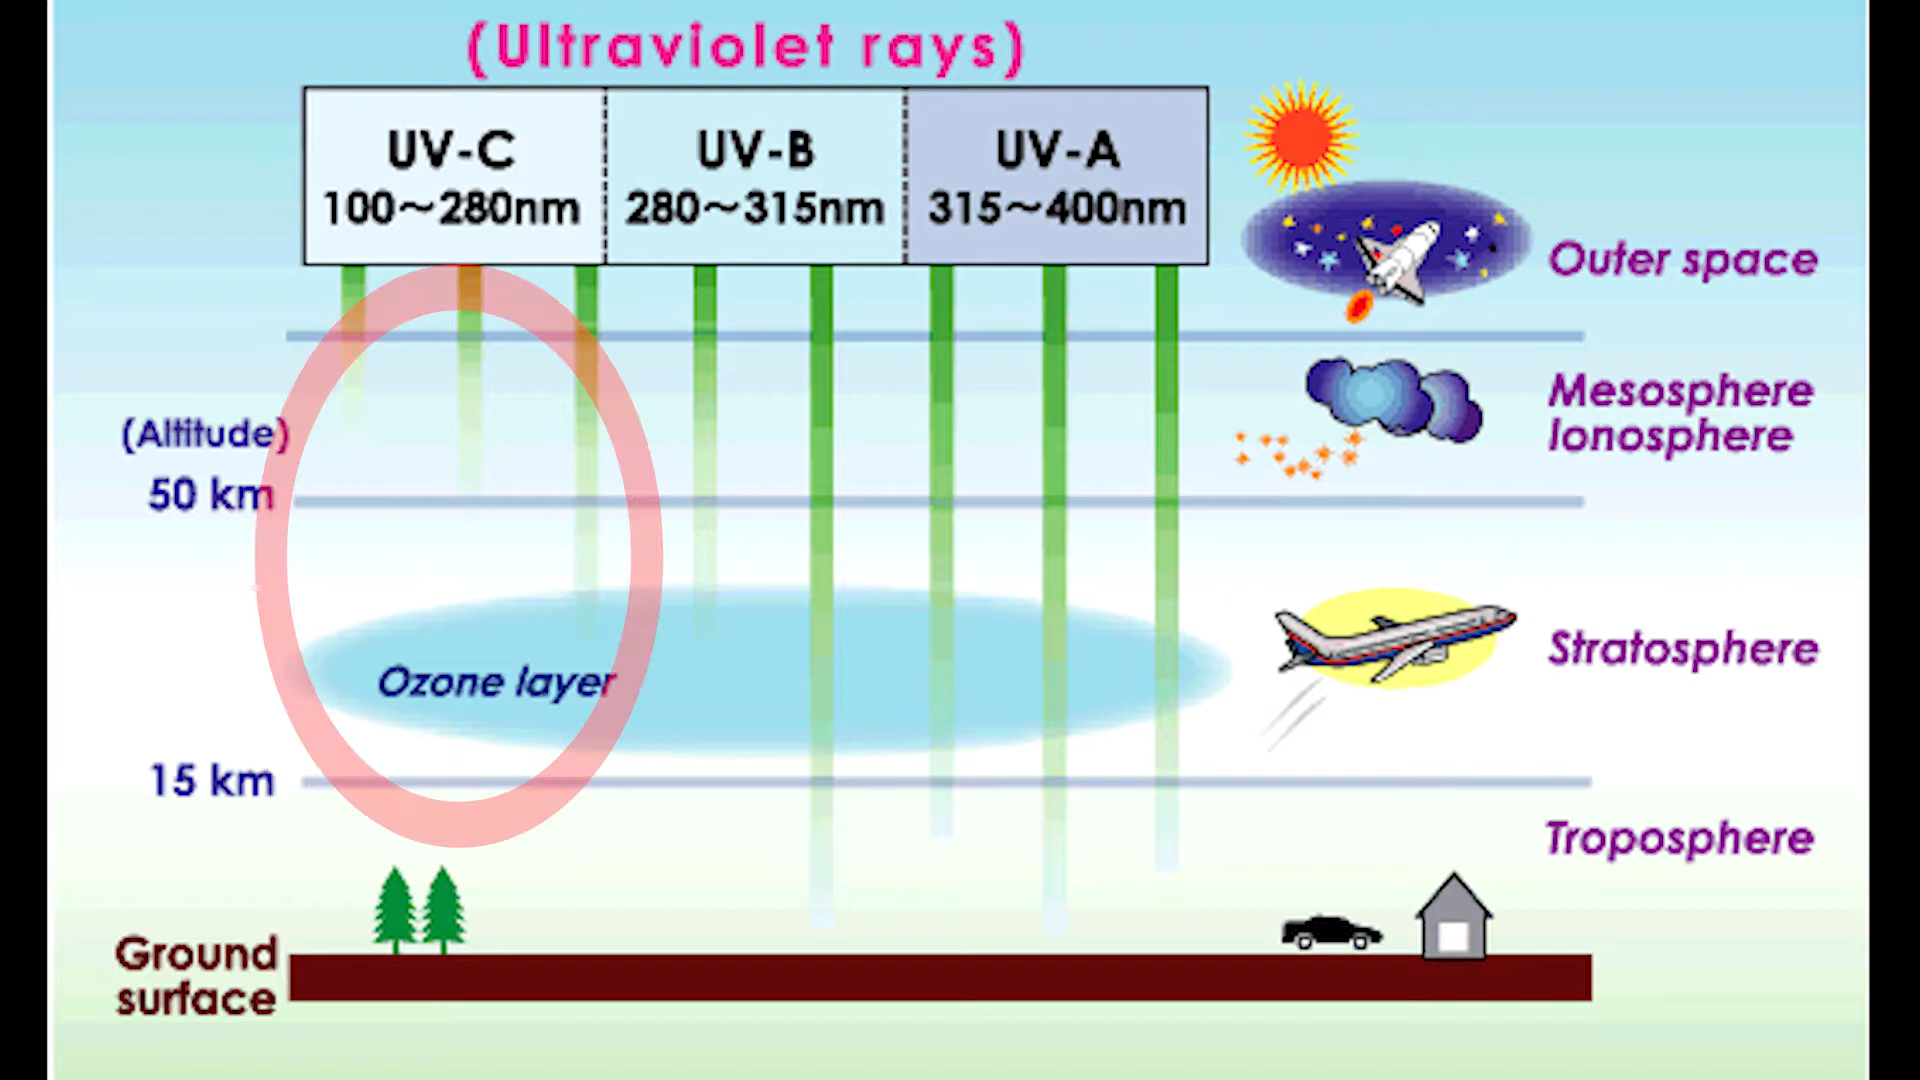 (Ultraviolet rays)
UV-C
100～280nm
UV-B
280～315nm
UV-A
315～400nm
Outer space
Mesosphere
Ionosphere
(Altitude)
50 km
Ozone layer
Stratosphere
15 km
Troposphere
Ground
surface